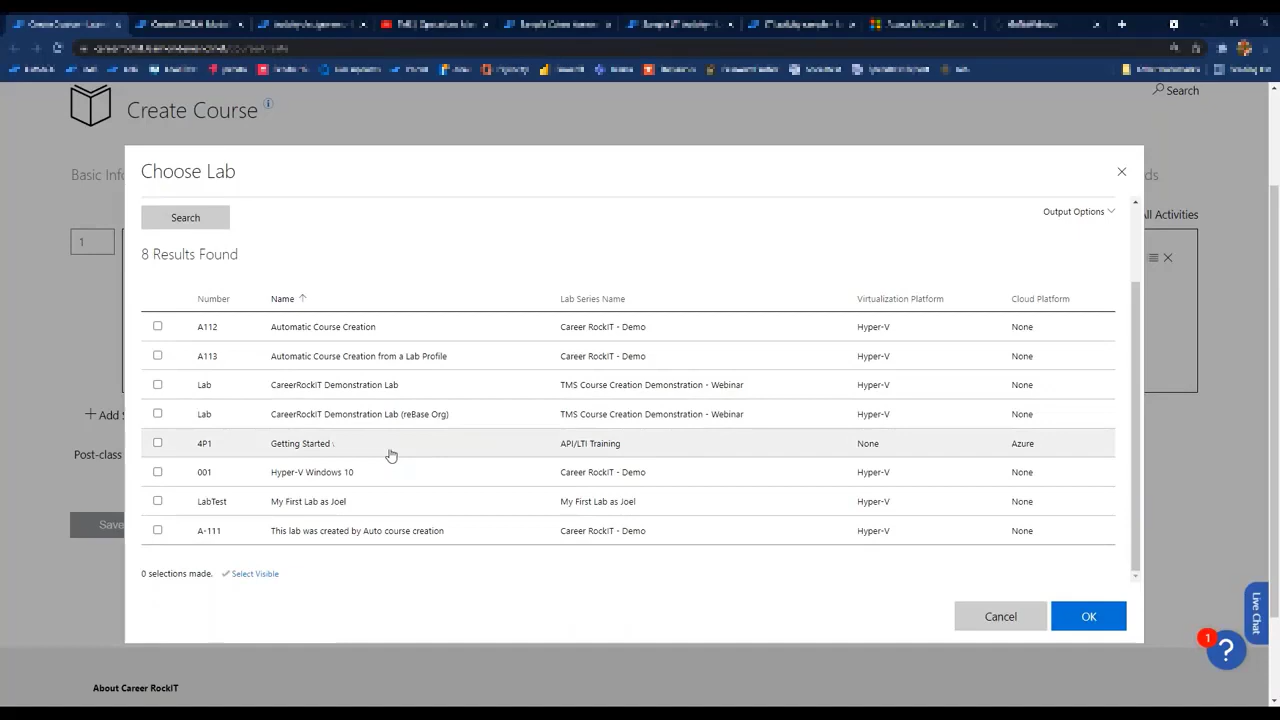 Create Course
Search
Basic Inf
ds
ll Activities
1
Add S
Post-class
Save
Choose Lab
Search
Output Options
8 Results Found
Number Name Lab Series Name Virtualization Platform Cloud Platform
A112 Automatic Course Creation Career RockIT - Demo Hyper-V None
A113 Automatic Course Creation from a Lab Profile Career RockIT - Demo Hyper-V None
Lab CareerRockIT Demonstration Lab TMS Course Creation Demonstration - Webinar Hyper-V None
Lab CareerRockIT Demonstration Lab (reBase Org) TMS Course Creation Demonstration - Webinar Hyper-V None
4P1 Getting Started API/LTI Training None Azure
001 Hyper-V Windows 10 Career RockIT - Demo Hyper-V None
LabTest My First Lab as Joel My First Lab as Joel Hyper-V None
A-111 This lab was created by Auto course creation Career RockIT - Demo Hyper-V None
0 selections made. Select Visible
Cancel OK
Live Chat
1
?
About Career RockIT